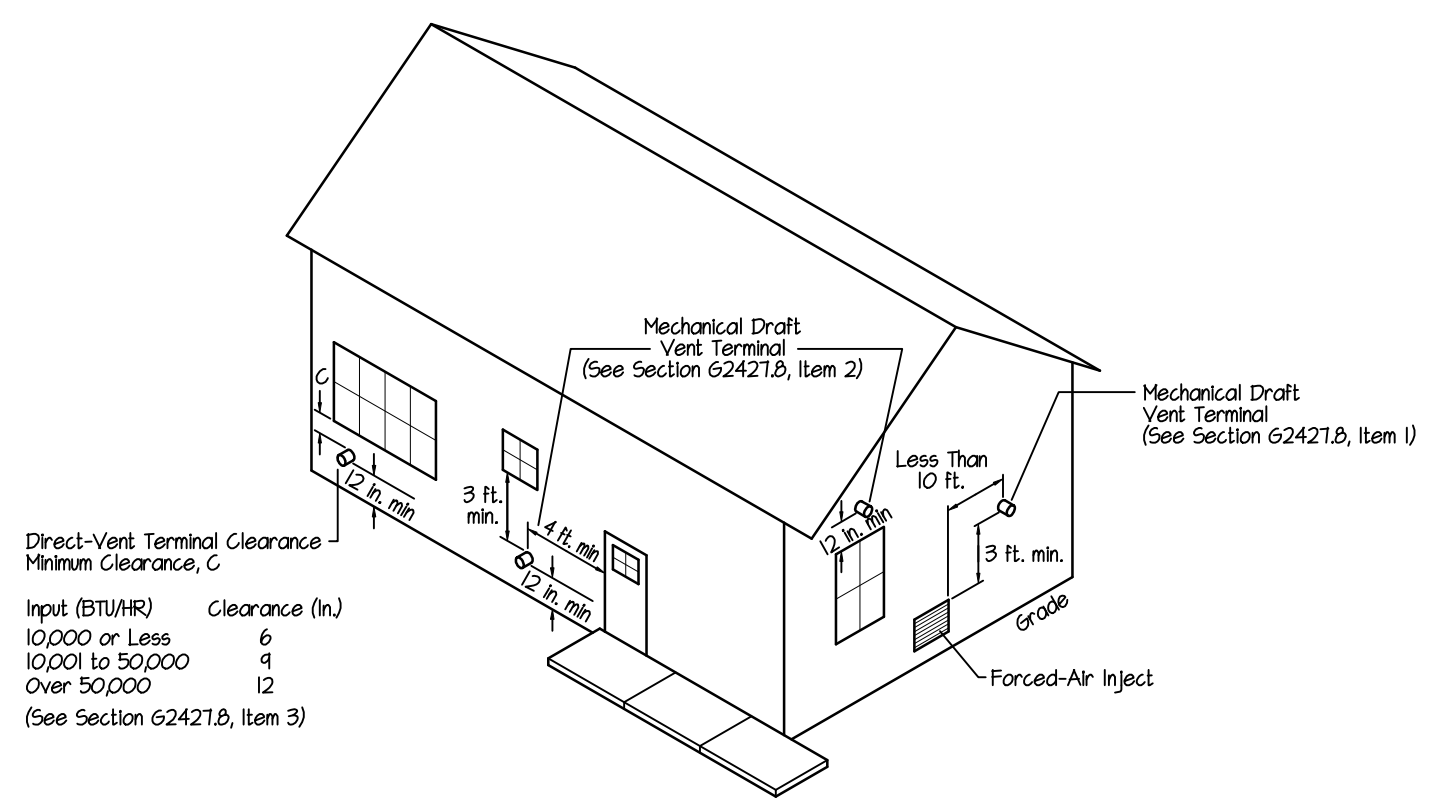 Mechanical Draft
Vent Terminal
(See Section G2427.8, Item 2)
C
Mechanical Draft
Vent Terminal
(See Section G2427.8, Item 1)
Less Than
10 ft.
12 in. min
3 ft.
min.
4 ft. min
12 in. min
12 in. min
3 ft. min.
Direct-Vent Terminal Clearance
Minimum Clearance, C
Input (BTU/HR) Clearance (In.)
10,000 or Less 6
10,001 to 50,000 9
Over 50,000 12
(See Section G2427.8, Item 3)
Grade
Forced-Air Inject